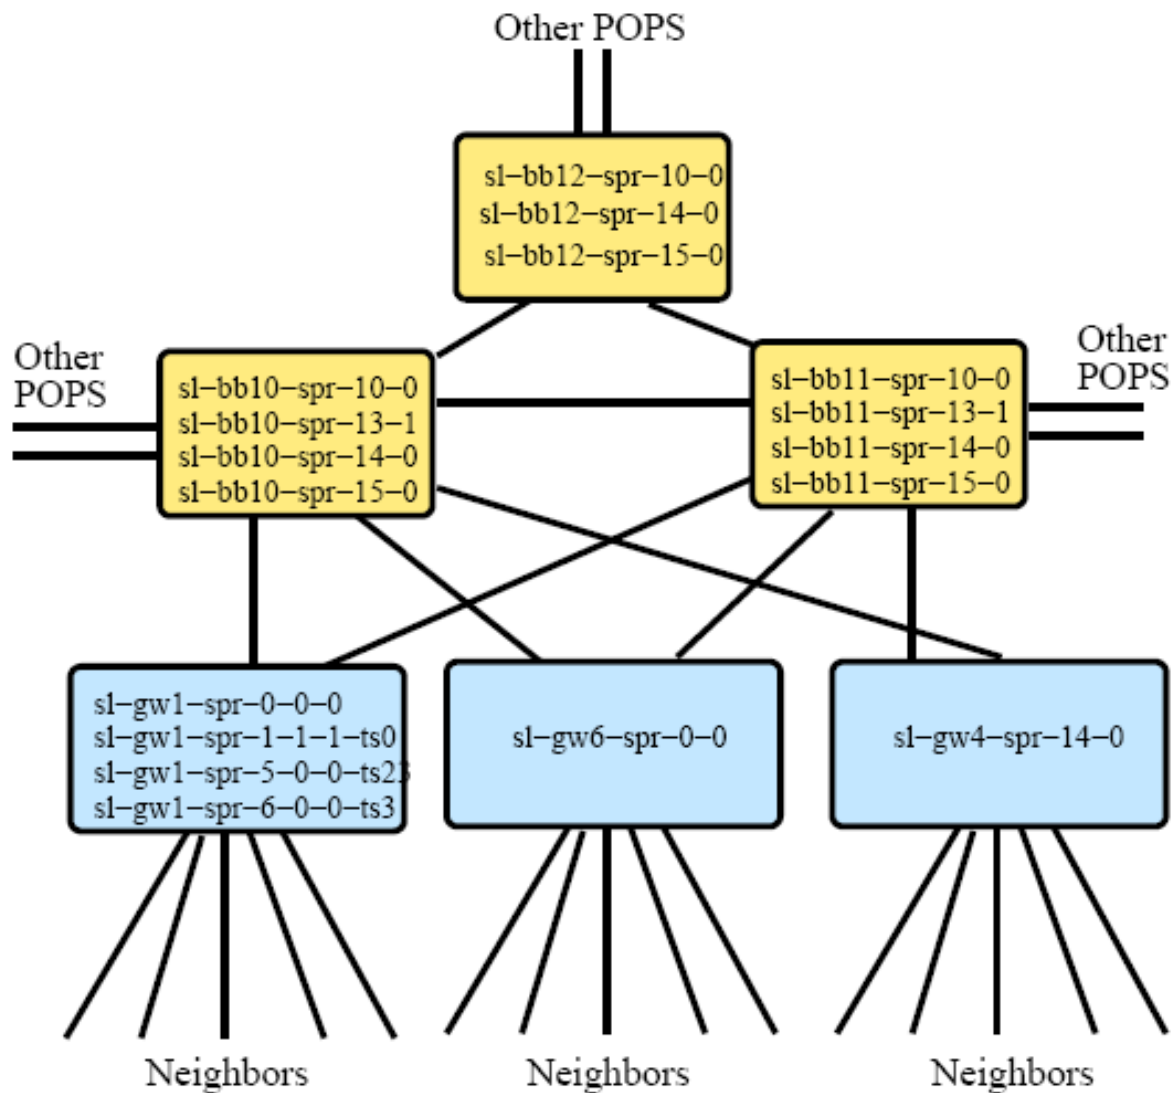 Other POPS
sl−bb12−spr−10−0
sl−bb12−spr−14−0
sl−bb12−spr−15−0
Other
POPS
sl−bb10−spr−10−0
sl−bb10−spr−13−1
sl−bb10−spr−14−0
sl−bb10−spr−15−0
sl−bb11−spr−10−0
sl−bb11−spr−13−1
sl−bb11−spr−14−0
sl−bb11−spr−15−0
Other
POPS
sl−gw1−spr−0−0−0
sl−gw1−spr−1−1−1−ts0
sl−gw1−spr−5−0−0−ts23
sl−gw1−spr−6−0−0−ts3
sl−gw6−spr−0−0
sl−gw4−spr−14−0
Neighbors
Neighbors
Neighbors